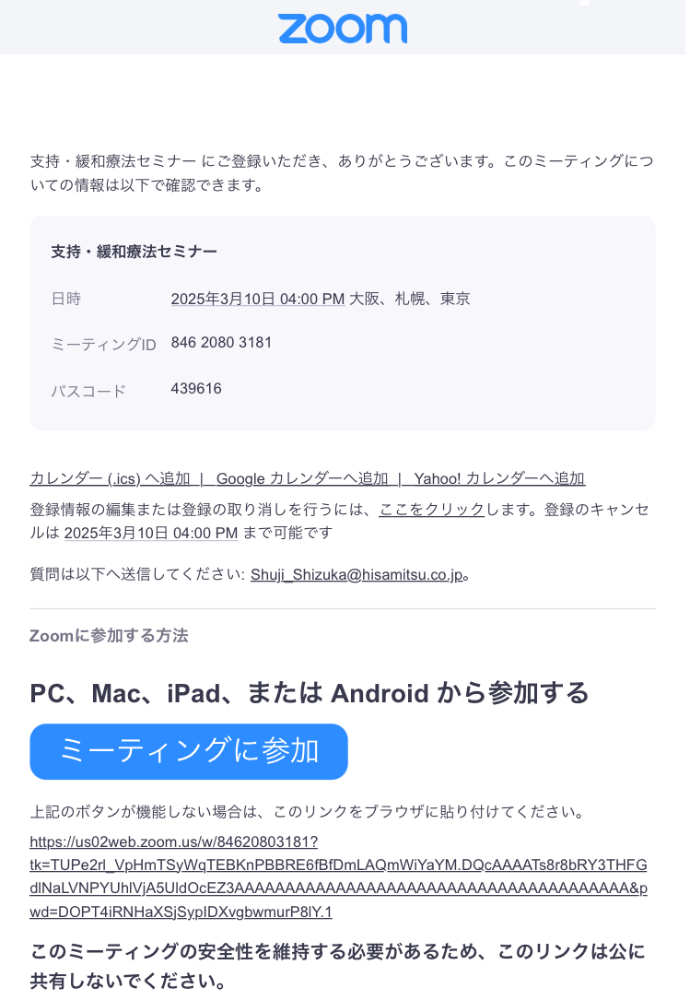 zoom
支持・緩和療法セミナー にご登録いただき、ありがとうございます。このミーティングにつ
いての情報は以下で確認できます。
支持・緩和療法セミナー
日時 2025年3月10日 04:00 PM 大阪、札幌、東京
ミーティングID 846 2080 3181
パスコード 439616
カレンダー (.ics) へ追加 | Google カレンダーへ追加 | Yahoo! カレンダーへ追加
登録情報の編集または登録の取り消しを行うには、ここをクリックします。登録のキャンセ
ルは 2025年3月10日 04:00 PM まで可能です
質問は以下へ送信してください: Shuji_Shizuka@hisamitsu.co.jp。
Zoomに参加する方法
PC、Mac、iPad、または Android から参加する
ミーティングに参加
上記のボタンが機能しない場合は、このリンクをブラウザに貼り付けてください。
https://us02web.zoom.us/w/84620803181?
tk=TUPe2rI_VpHmTSyWqTEBKnPBBRE6fBfDmLAQmWiYaYM.DQcAAAATs8r8bRY3THFG
dlNaLVNPYUhlVjA5UldOcEZ3AAAAAAAAAAAAAAAAAAAAAAAAAAAAAAAAAAAAAAA&p
wd=DOPT4iRNHaXSjSypIDXvgbwmurP8lY.1
このミーティングの安全性を維持する必要があるため、このリンクは公に
共有しないでください。